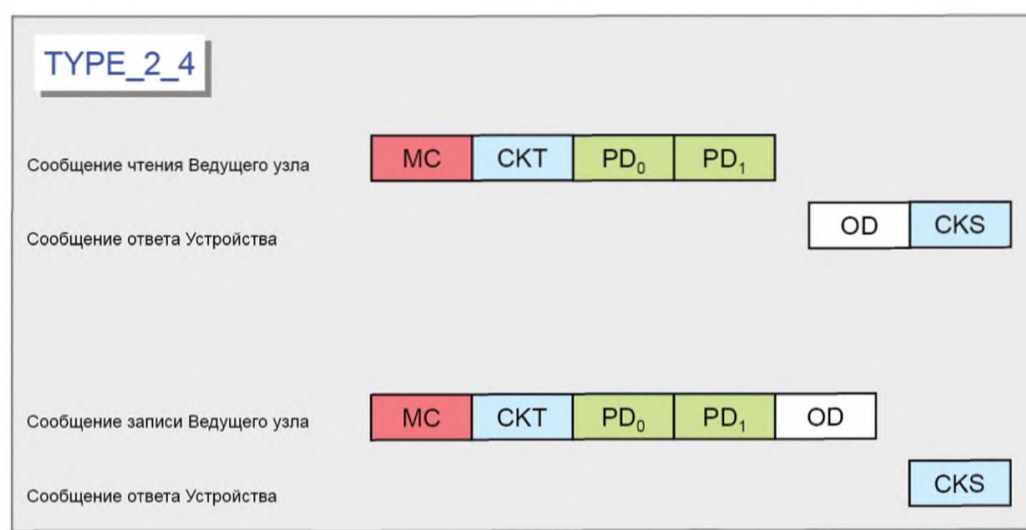 TYPE_2_4
Сообщение чтения Ведущего узла MC CKT PD₀ PD₁
Сообщение ответа Устройства OD CKS
Сообщение записи Ведущего узла MC CKT PD₀ PD₁ OD
Сообщение ответа Устройства CKS